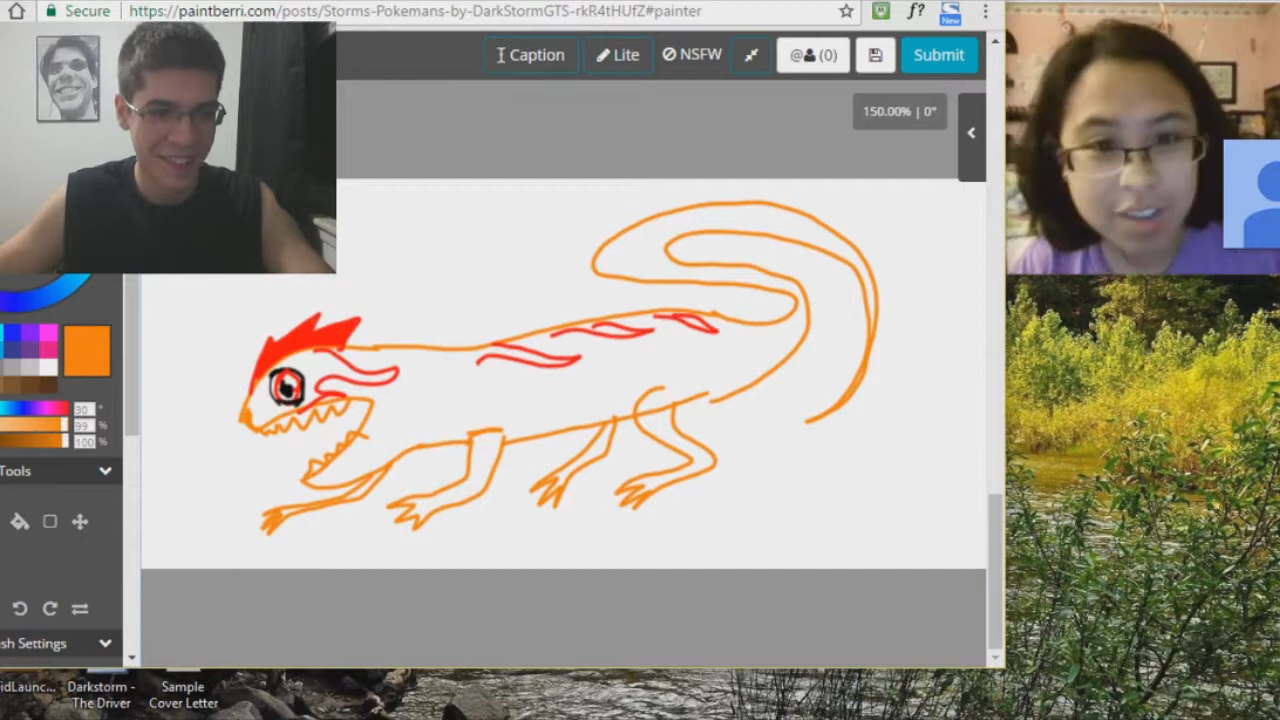 Secure https://paintberri.com/posts/Storms-Pokemans-by-DarkStormGTS-rkR4tHUfZ#painter f?
New
Caption Lite NSFW @ (0) Submit
150.00% | 0°
30 °
99 %
100 %
Tools
sh Settings
idLaunc... Darkstorm - Sample
The Driver Cover Letter